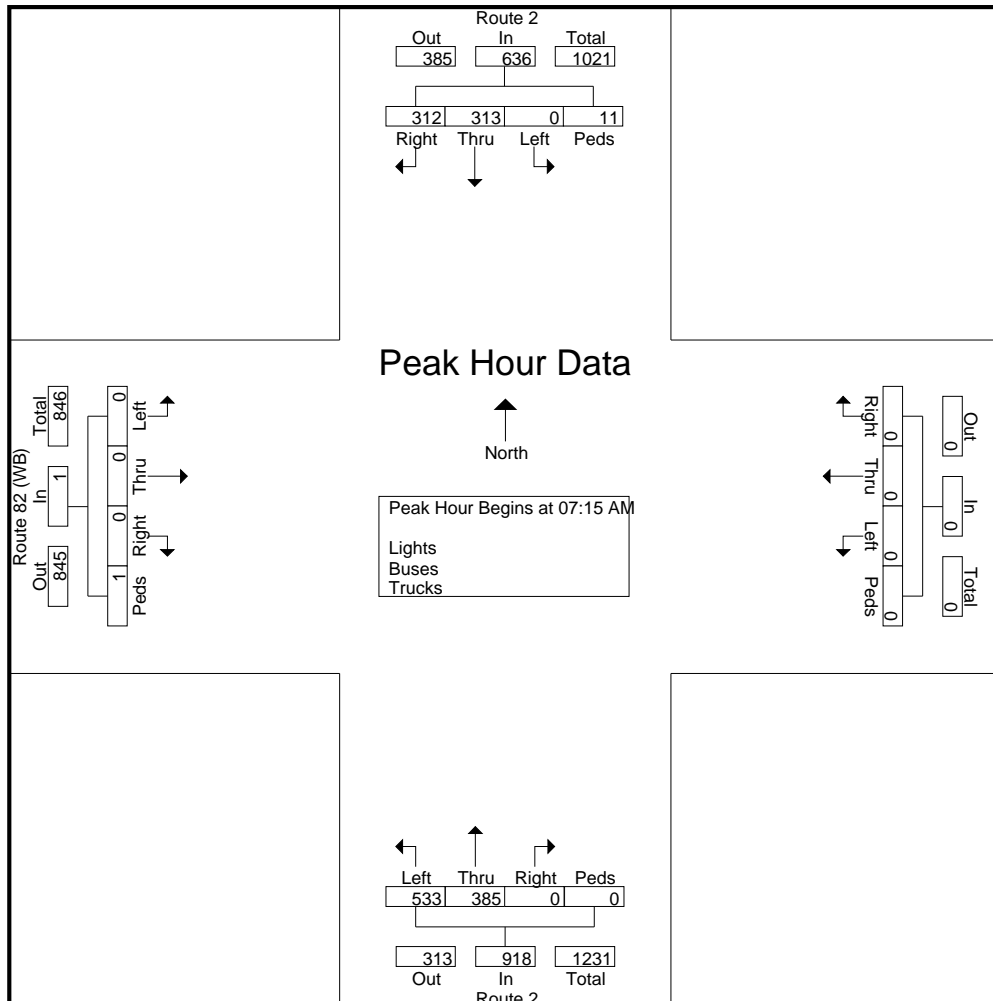 Route 2
Out In Total
385 636 1021
312 313 0 11
Right Thru Left Peds
Peak Hour Data
North
Peak Hour Begins at 07:15 AM
Lights
Buses
Trucks
Route 82 (WB)
Total In Out
846 1 845
0 0 0 1
Left Thru Right Peds
Right Thru Left Peds
0 0 0 0
Out In Total
0 0 0
Left Thru Right Peds
533 385 0 0
313 918 1231
Out In Total
Route 2